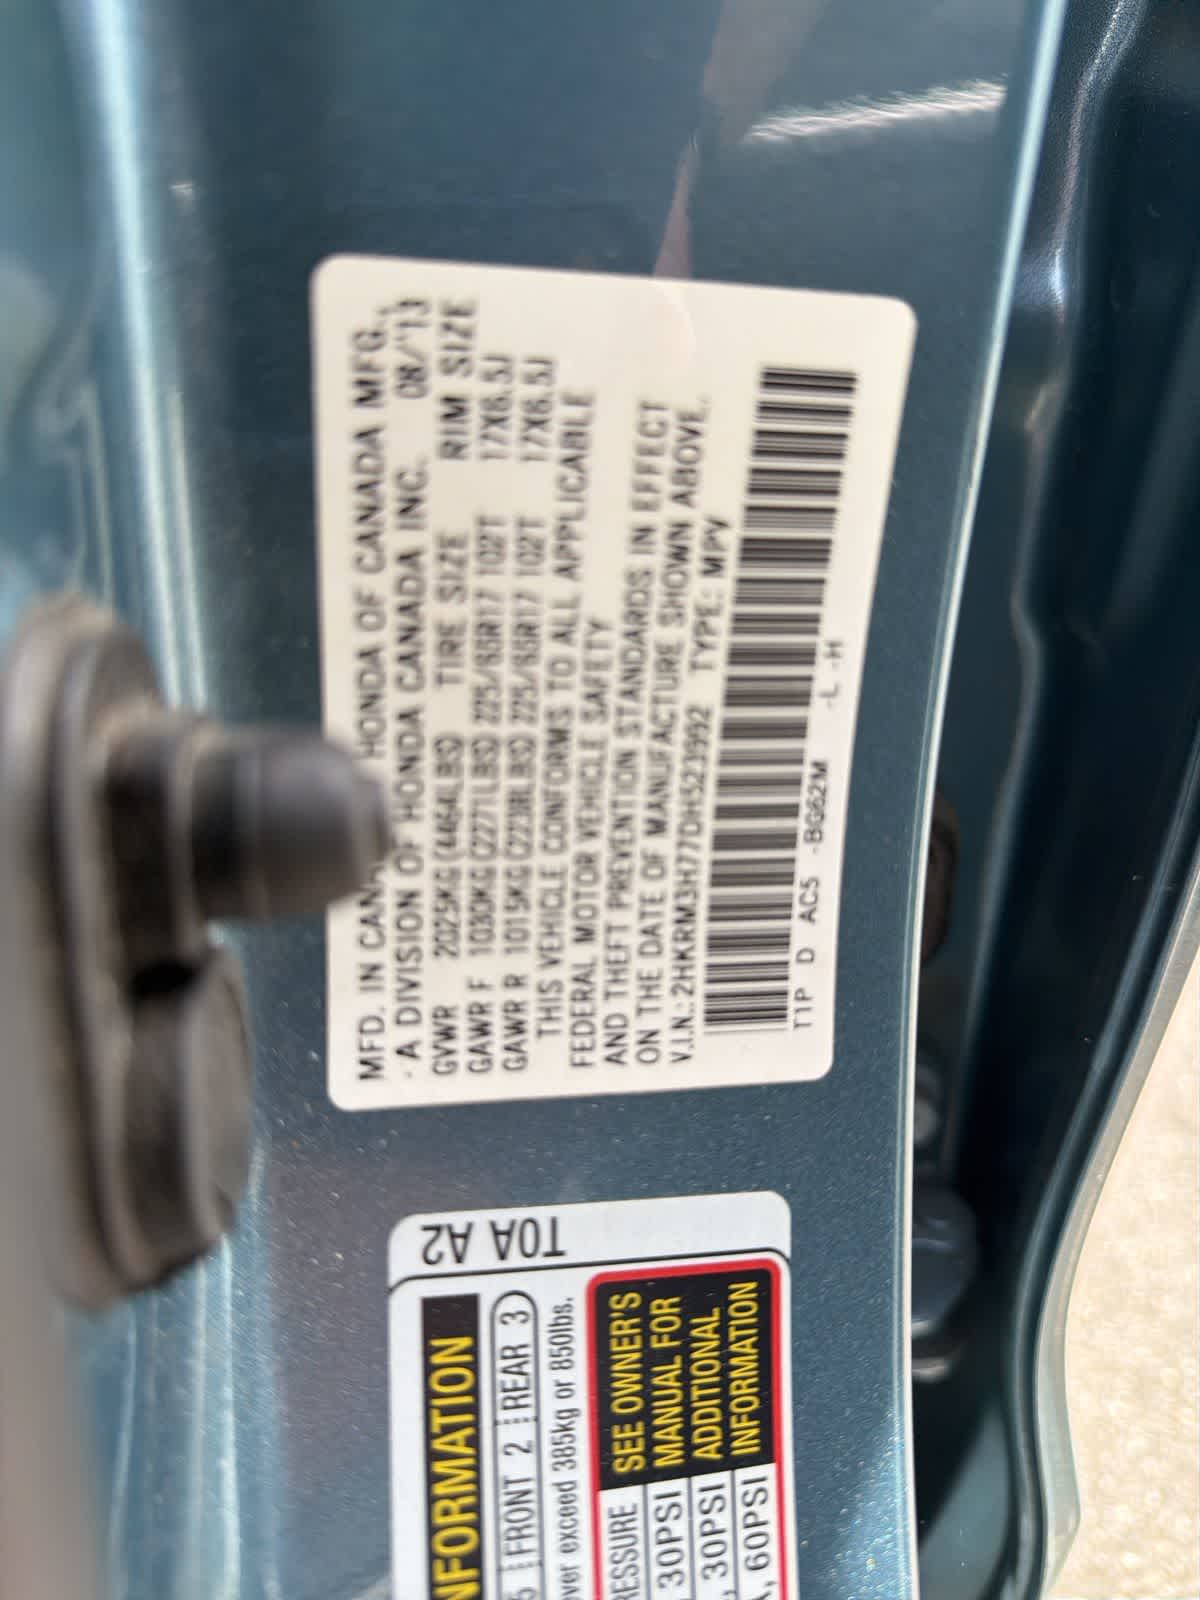 MFD. IN HONDA OF CANADA MFG.,
A DIVISION OF HONDA CANADA INC. 08/'13
GVWR 2025KG (4464LBS) TIRE SIZE RIM SIZE
GAWR F 1030KG (2271LBS) 225/65R17 102T 17X6.5J
GAWR R 1015KG (2238LBS) 225/65R17 102T 17X6.5J
THIS VEHICLE CONFORMS TO ALL APPLICABLE
FEDERAL MOTOR VEHICLE SAFETY
AND THEFT PREVENTION STANDARDS IN EFFECT
ON THE DATE OF MANUFACTURE SHOWN ABOVE.
V.I.N.: 2HKRM3H77DH523992 TYPE: MPV
T1P D AC5 -BG62M -L -H
T0A A2
NFORMATION
5 FRONT 2 REAR 3
ver exceed 385kg or 850lbs.
RESSURE
, 30PSI
, 30PSI
, 60PSI
SEE OWNER'S
MANUAL FOR
ADDITIONAL
INFORMATION